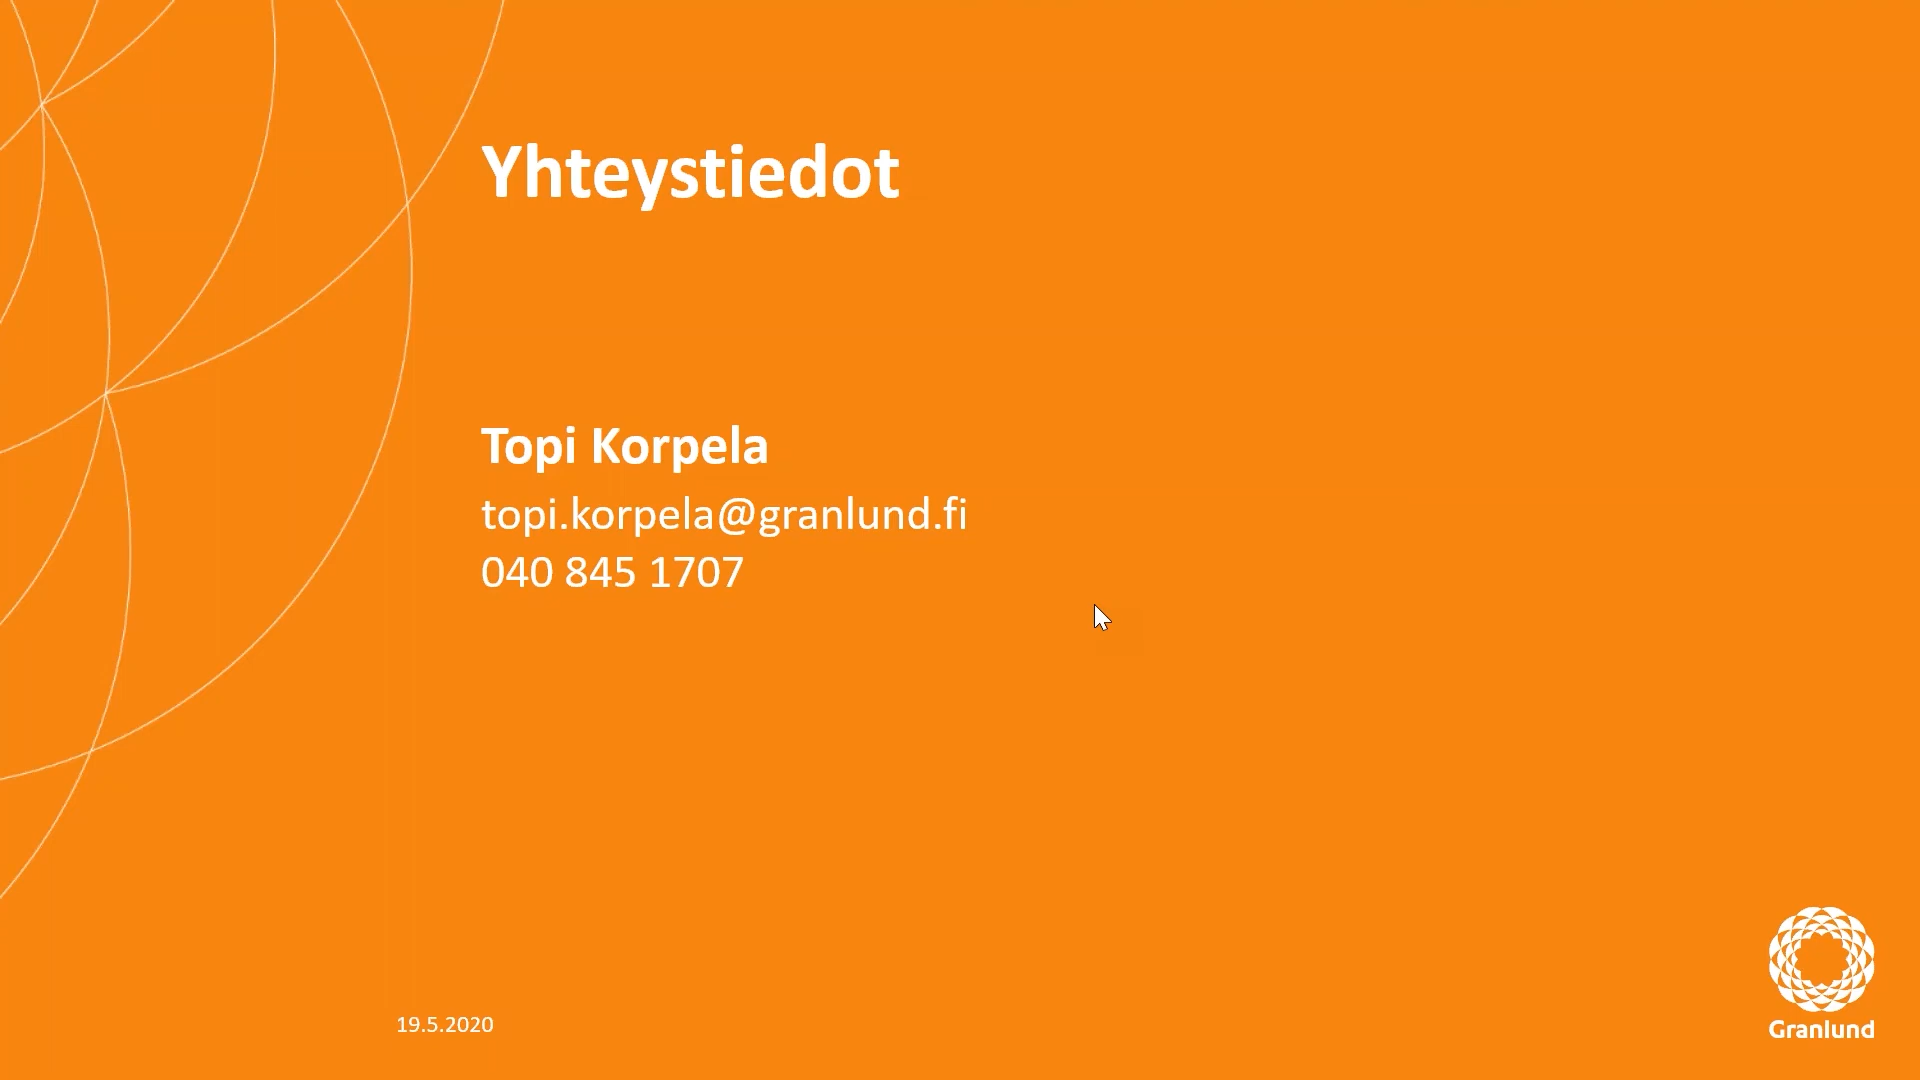 Yhteystiedot
Topi Korpela
topi.korpela@granlund.fi
040 845 1707
19.5.2020
Granlund